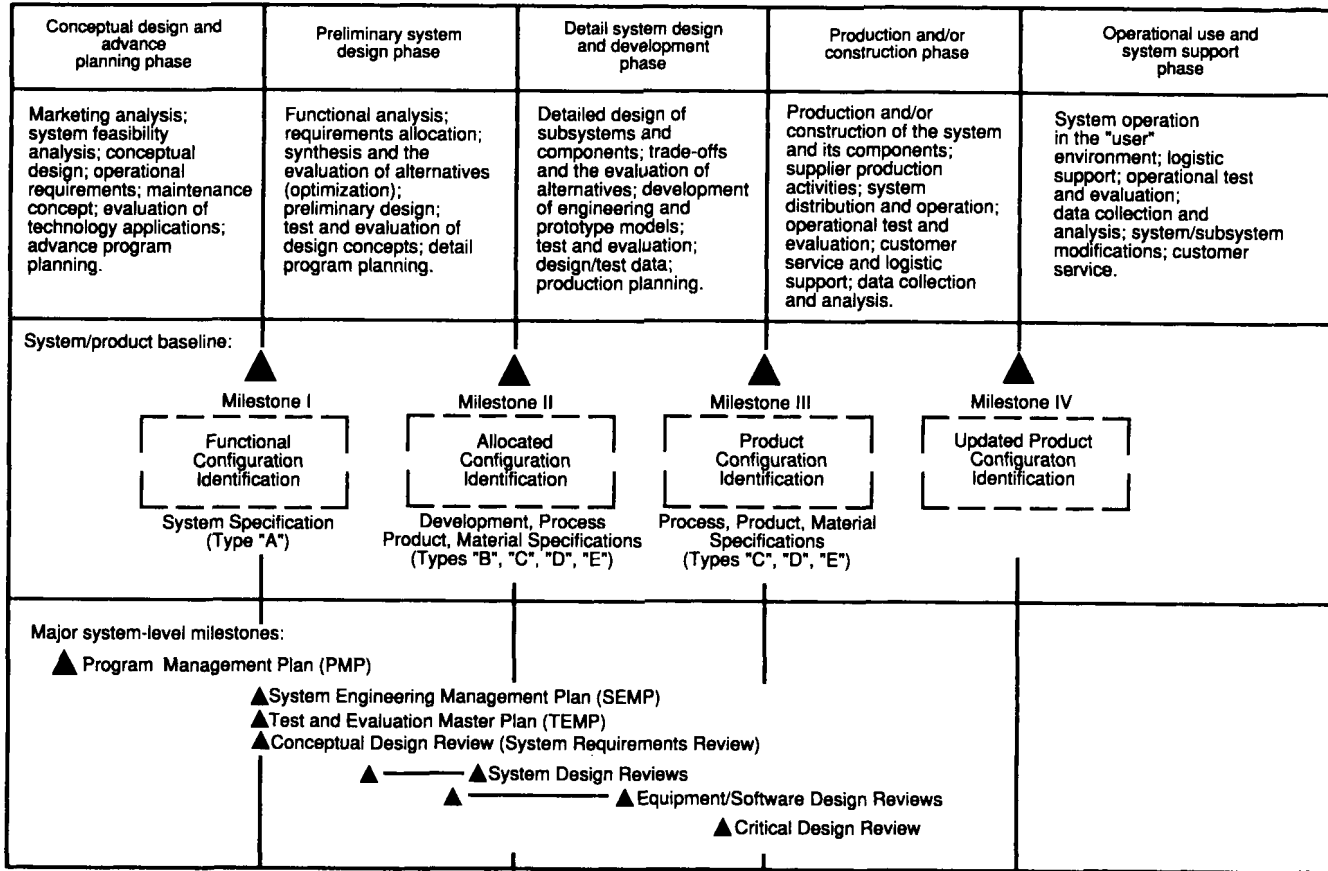 Conceptual design and
advance
planning phase
Preliminary system
design phase
Detail system design
and development
phase
Production and/or
construction phase
Operational use and
system support
phase
Marketing analysis;
system feasibility
analysis; conceptual
design; operational
requirements; maintenance
concept; evaluation of
technology applications;
advance program
planning.
Functional analysis;
requirements allocation;
synthesis and the
evaluation of alternatives
(optimization);
preliminary design;
test and evaluation of
design concepts; detail
program planning.
Detailed design of
subsystems and
components; trade-offs
and the evaluation of
alternatives; development
of engineering and
prototype models;
test and evaluation;
design/test data;
production planning.
Production and/or
construction of the system
and its components;
supplier production
activities; system
distribution and operation;
operational test and
evaluation; customer
service and logistic
support; data collection
and analysis.
System operation
in the "user"
environment; logistic
support; operational test
and evaluation;
data collection and
analysis; system/subsystem
modifications; customer
service.
System/product baseline:
Milestone I
Functional
Configuration
Identification
System Specification
(Type "A")
Milestone II
Allocated
Configuration
Identification
Development, Process
Product, Material Specifications
(Types "B", "C", "D", "E")
Milestone III
Product
Configuration
Identification
Process, Product, Material
Specifications
(Types "C", "D", "E")
Milestone IV
Updated Product
Configuraton
Identification
Major system-level milestones:
Program Management Plan (PMP)
System Engineering Management Plan (SEMP)
Test and Evaluation Master Plan (TEMP)
Conceptual Design Review (System Requirements Review)
System Design Reviews
Equipment/Software Design Reviews
Critical Design Review